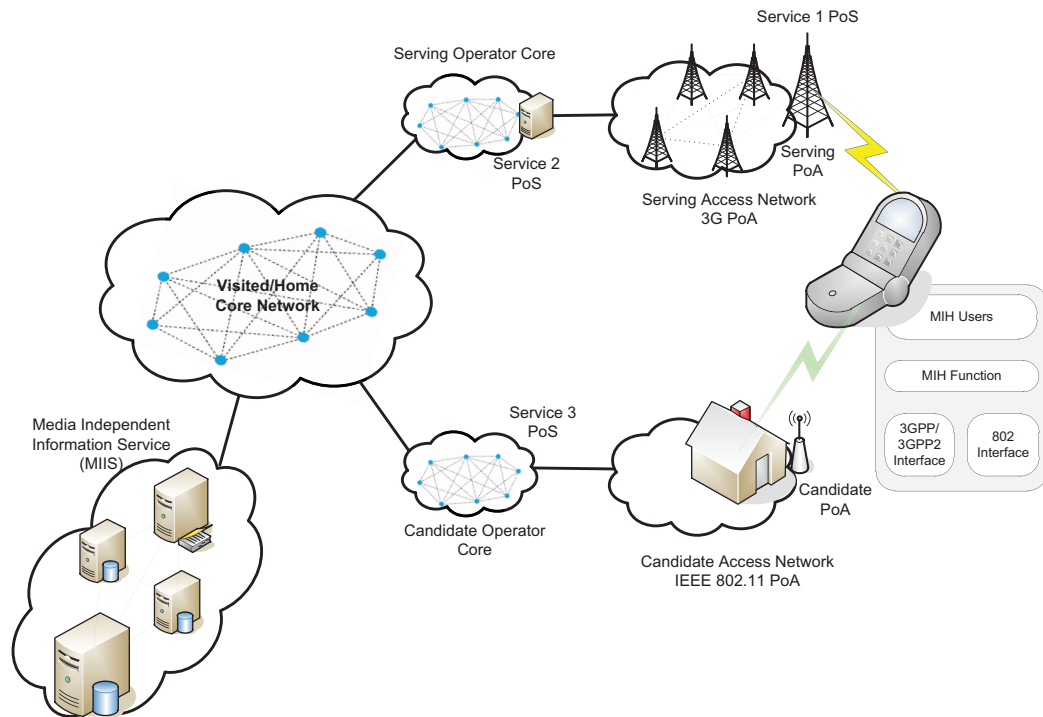 Service 1 PoS
Serving Operator Core
Service 2
PoS
Serving
PoA
Serving Access Network
3G PoA
Visited/Home
Core Network
MIH Users
MIH Function
3GPP/
3GPP2
Interface
802
Interface
Media Independent
Information Service
(MIIS)
Service 3
PoS
Candidate Operator
Core
Candidate
PoA
Candidate Access Network
IEEE 802.11 PoA